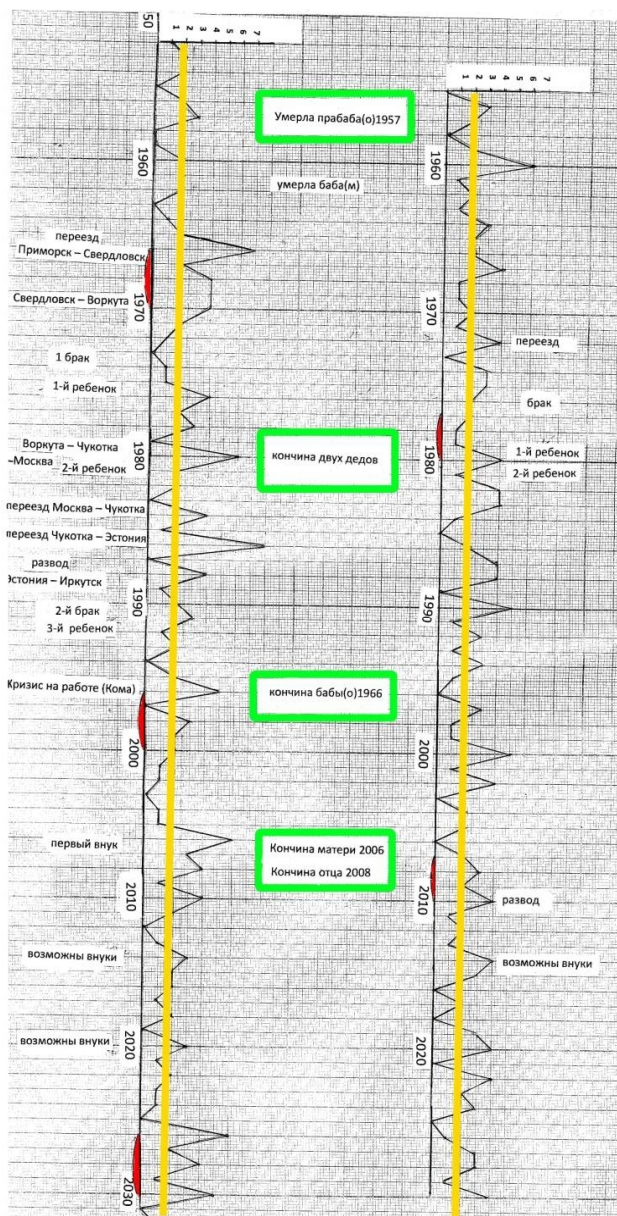 50
1 2 3 4 5 6 7
1 2 3 4 5 6 7
Умерла прабаба(о)1957
1960
1960
умерла баба(м)
переезд
Приморск – Свердловск
Свердловск – Воркута
1970
1970
переезд
1 брак
1-й ребенок
брак
Воркута – Чукотка
–Москва
2-й ребенок
1980
кончина двух дедов
1980
1-й ребенок
2-й ребенок
переезд Москва – Чукотка
переезд Чукотка – Эстония
развод
Эстония – Иркутск
1990
1990
2-й брак
3-й ребенок
Кризис на работе (Кома)
кончина бабы(о)1966
2000
2000
первый внук
Кончина матери 2006
Кончина отца 2008
2010
2010
развод
возможны внуки
возможны внуки
возможны внуки
2020
2020
2030